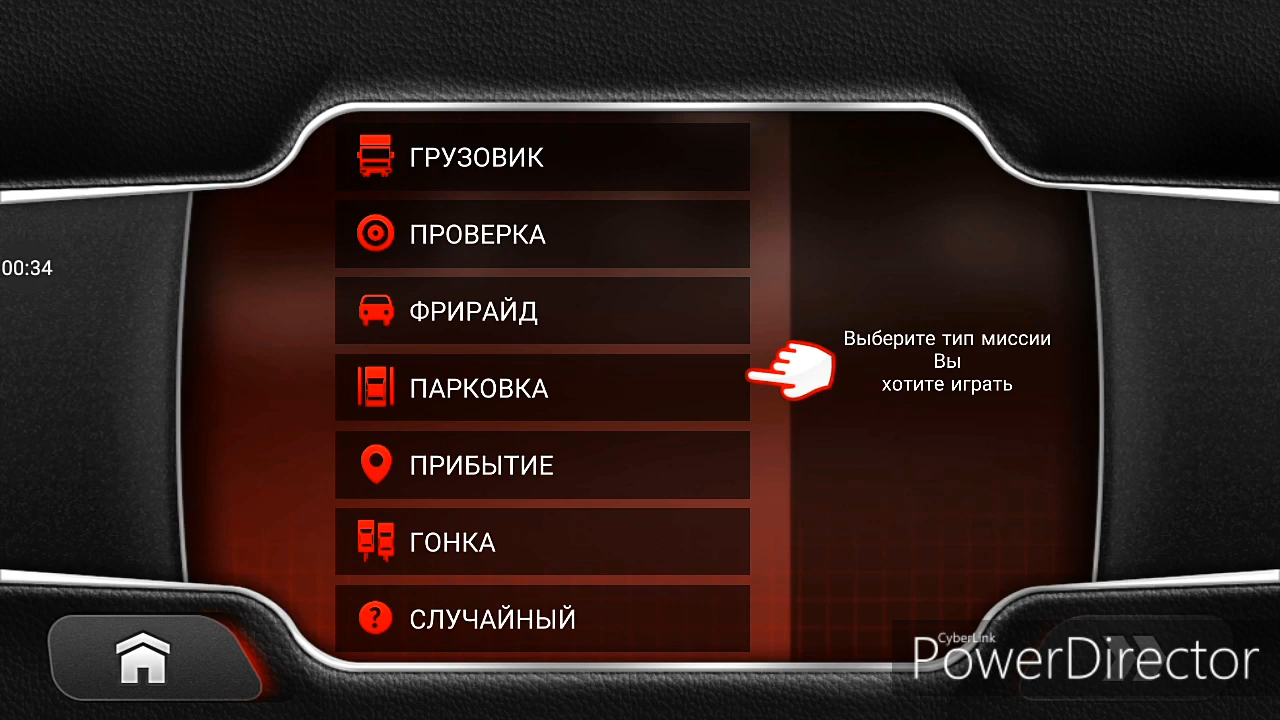 ГРУЗОВИК
ПРОВЕРКА
00:34
ФРИРАЙД
ПАРКОВКА
Выберите тип миссии
Вы
хотите играть
ПРИБЫТИЕ
ГОНКА
СЛУЧАЙНЫЙ
CyberLink
PowerDirector